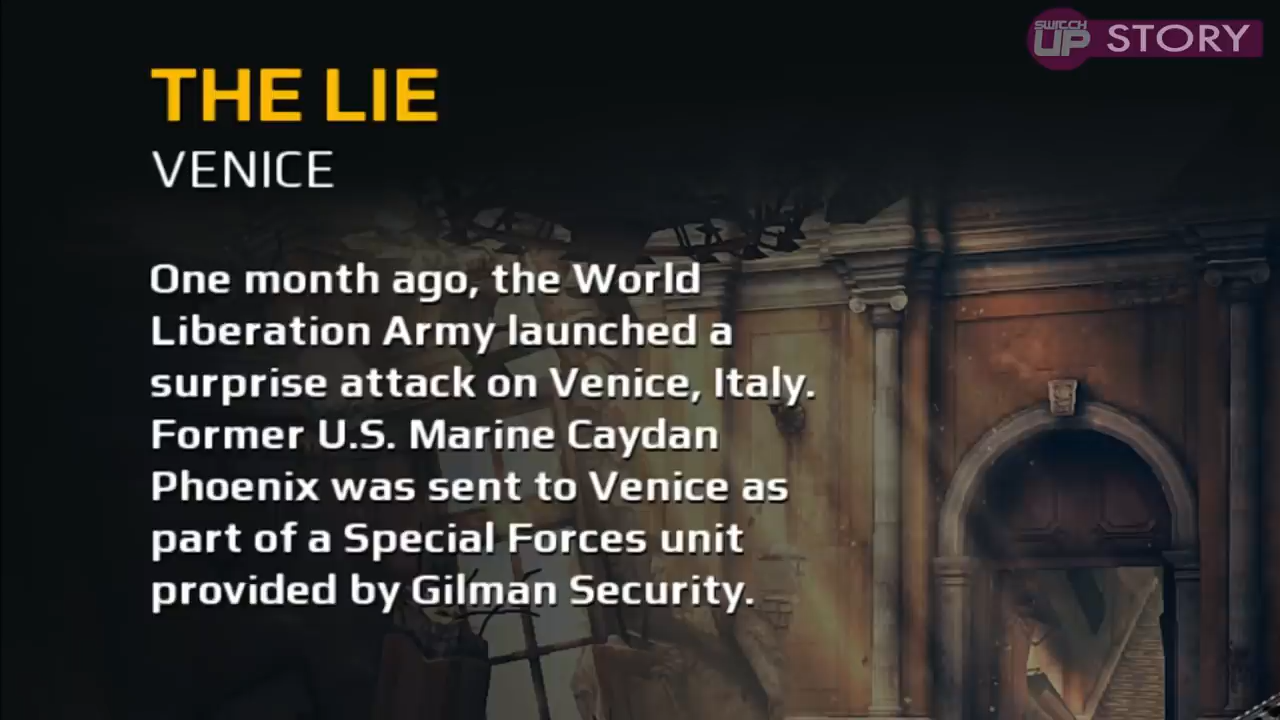 SWITCH
UP STORY
THE LIE
VENICE
One month ago, the World
Liberation Army launched a
surprise attack on Venice, Italy.
Former U.S. Marine Caydan
Phoenix was sent to Venice as
part of a Special Forces unit
provided by Gilman Security.